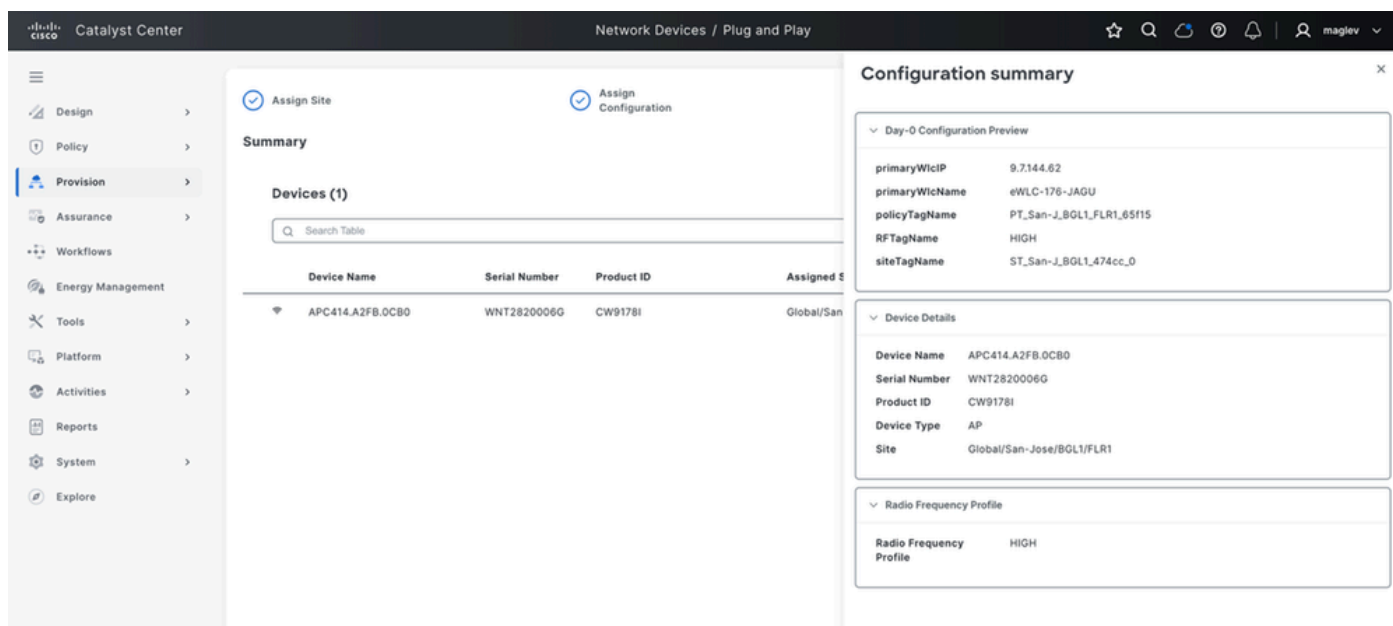 cisco Catalyst Center
Network Devices / Plug and Play
maglev
Design
Policy
Provision
Assurance
Workflows
Energy Management
Tools
Platform
Activities
Reports
System
Explore
Assign Site
Assign
Configuration
Summary
Devices (1)
Search Table
Device Name Serial Number Product ID Assigned S
APC414.A2FB.0CB0 WNT2820006G CW9178I Global/San
Configuration summary
Day-0 Configuration Preview
primaryWlcIP 9.7.144.62
primaryWlcName eWLC-176-JAGU
policyTagName PT_San-J_BGL1_FLR1_65f15
RFTagName HIGH
siteTagName ST_San-J_BGL1_474cc_0
Device Details
Device Name APC414.A2FB.0CB0
Serial Number WNT2820006G
Product ID CW9178I
Device Type AP
Site Global/San-Jose/BGL1/FLR1
Radio Frequency Profile
Radio Frequency HIGH
Profile